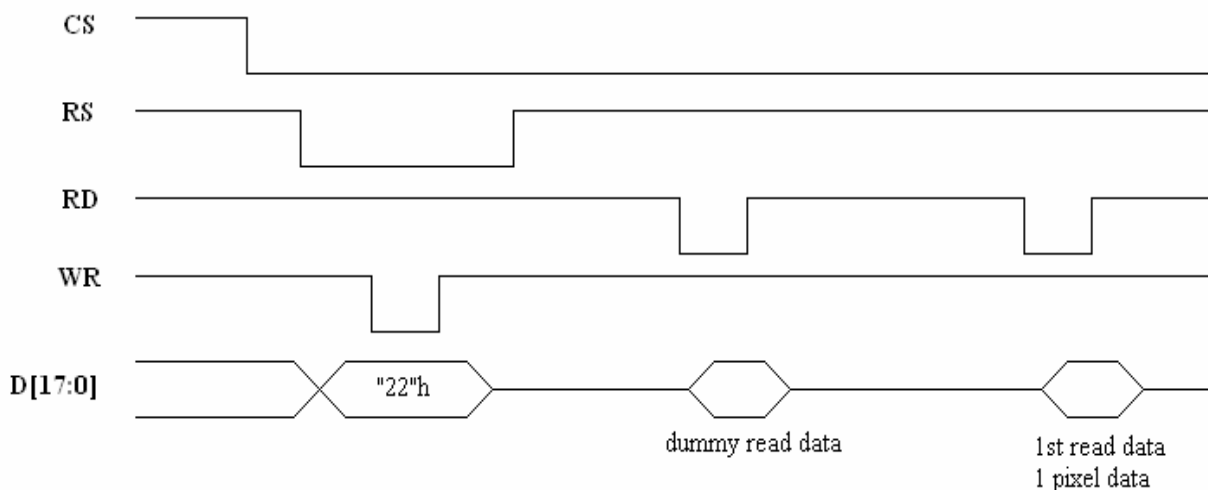 CS
RS
RD
WR
D[17:0]
"22"h
dummy read data
1st read data
1 pixel data